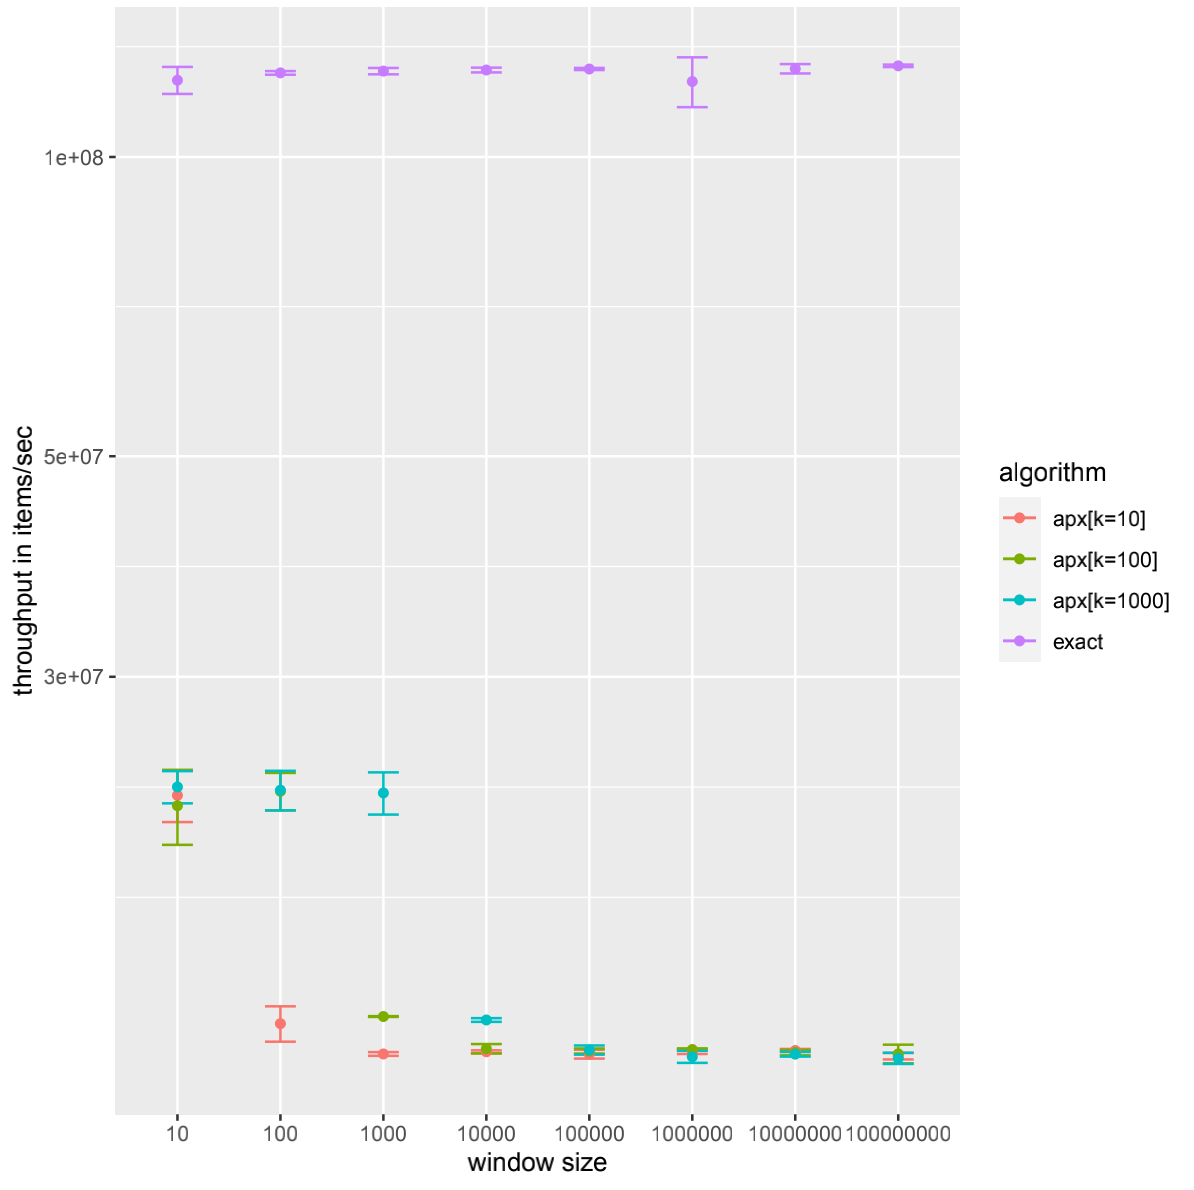 throughput in items/sec
1e+08
5e+07
3e+07
10 100 1000 10000 100000 1000000 10000000 100000000
window size
algorithm
apx[k=10]
apx[k=100]
apx[k=1000]
exact